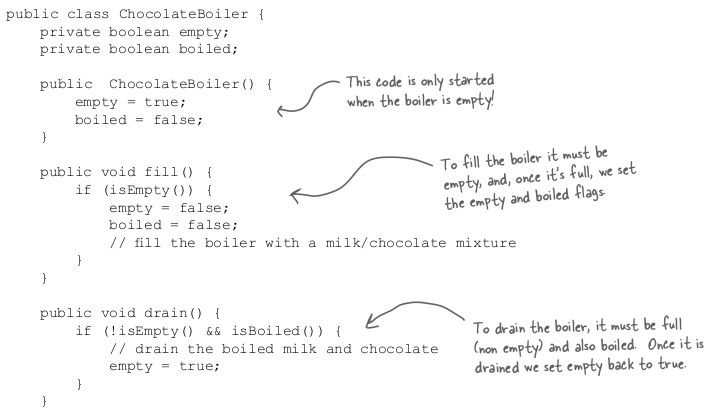 public class ChocolateBoiler {
private boolean empty;
private boolean boiled;
public ChocolateBoiler() {
empty = true;
boiled = false;
}
This code is only started
when the boiler is empty!
public void fill() {
if (isEmpty()) {
empty = false;
boiled = false;
// fill the boiler with a milk/chocolate mixture
}
}
To fill the boiler it must be
empty, and, once it's full, we set
the empty and boiled flags.
public void drain() {
if (!isEmpty() && isBoiled()) {
// drain the boiled milk and chocolate
empty = true;
}
}
To drain the boiler, it must be full
(non empty) and also boiled. Once it is
drained we set empty back to true.